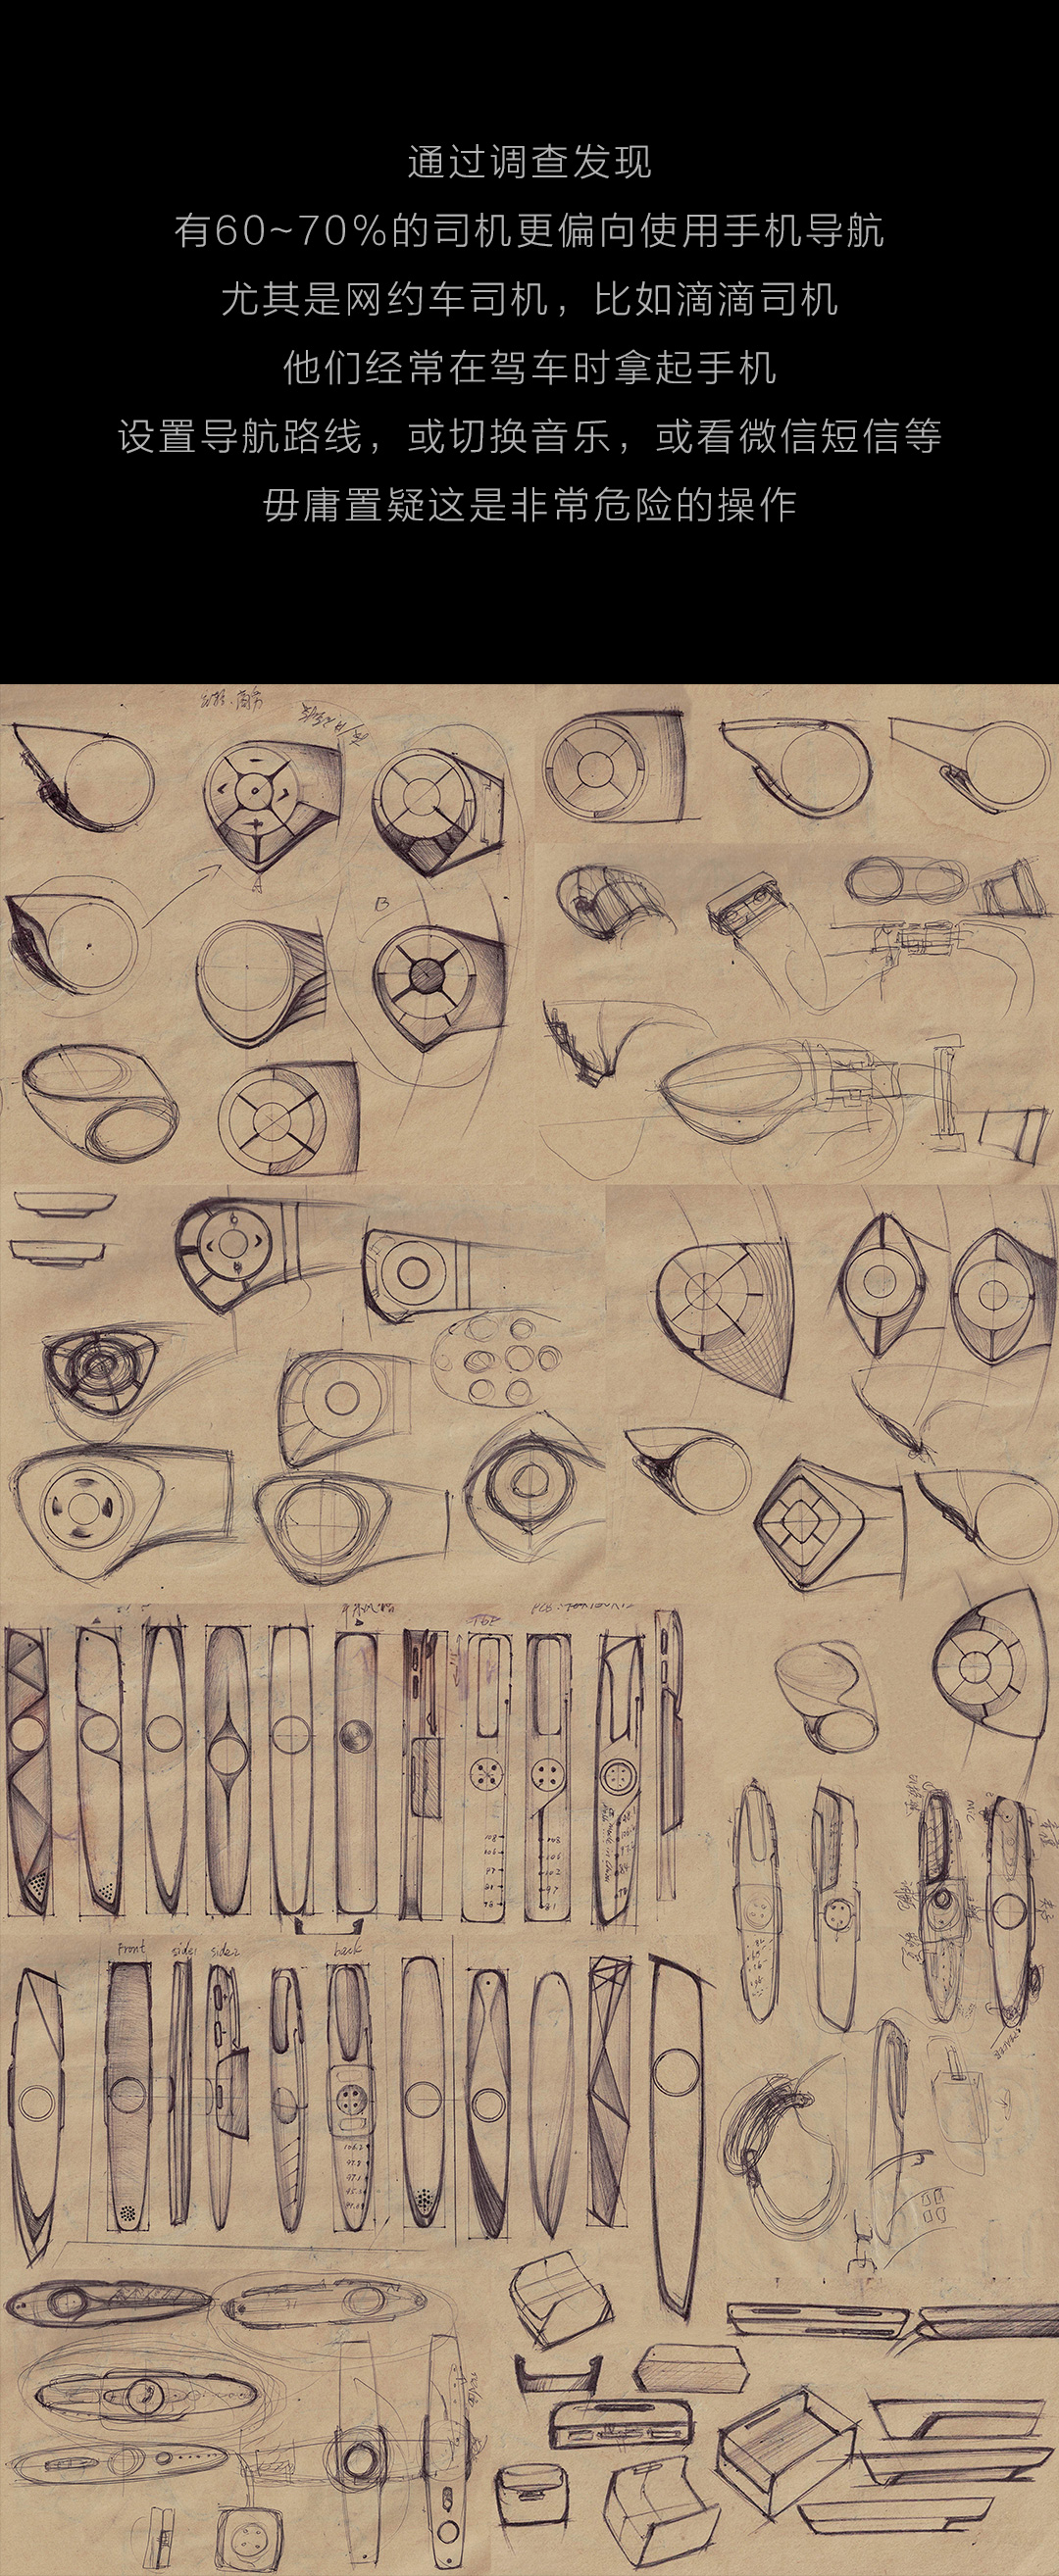 通过调查发现
有60~70%的司机更偏向使用手机导航
尤其是网约车司机，比如滴滴司机
他们经常在驾车时拿起手机
设置导航路线，或切换音乐，或看微信短信等
毋庸置疑这是非常危险的操作
B
Front
side1
side2
back